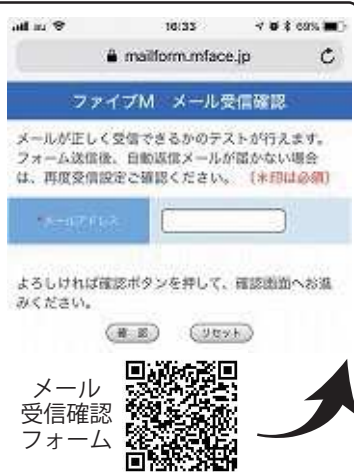 au
16:33
69%
mailform.mface.jp
ファイブM メール受信確認
メールが正しく受信できるかのテストが行えます。
フォーム送信後、自動返信メールが届かない場合
は、再度受信設定ご確認ください。 (*印は必須)
*メールアドレス
よろしければ確認ボタンを押して、確認画面へお進
みください。
確 認 リセット
メール
受信確認
フォーム